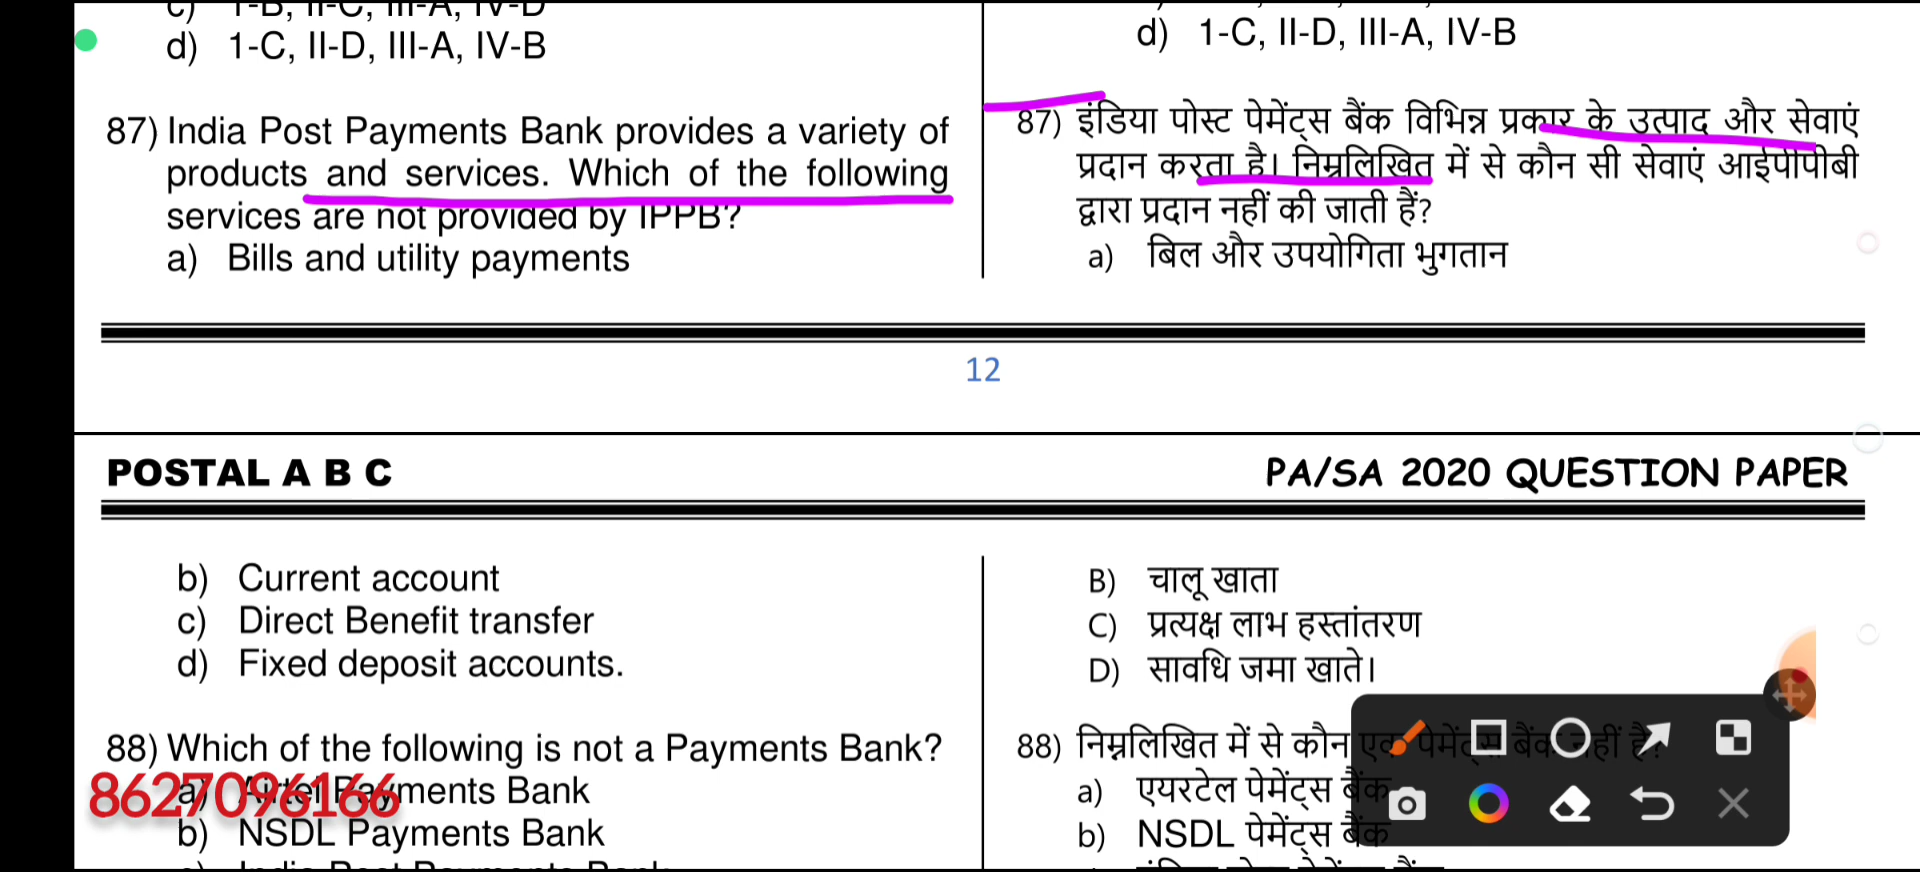 d) 1-C, II-D, III-A, IV-B
87) India Post Payments Bank provides a variety of
products and services. Which of the following
services are not provided by IPPB?
a) Bills and utility payments
d) 1-C, II-D, III-A, IV-B
87) इंडिया पोस्ट पेमेंट्स बैंक विभिन्न प्रकार के उत्पाद और सेवाएं
प्रदान करता है। निम्नलिखित में से कौन सी सेवाएं आईपीपीबी
द्वारा प्रदान नहीं की जाती हैं?
a) बिल और उपयोगिता भुगतान
12
POSTAL A B C
PA/SA 2020 QUESTION PAPER
b) Current account
c) Direct Benefit transfer
d) Fixed deposit accounts.
88) Which of the following is not a Payments Bank?
a) Airtel Payments Bank
8627096166
b) NSDL Payments Bank
B) चालू खाता
C) प्रत्यक्ष लाभ हस्तांतरण
D) सावधि जमा खाते।
88) निम्नलिखित में से कौन एक पेमेंट्स बैंक नहीं है?
a) एयरटेल पेमेंट्स बैंक
b) NSDL पेमेंट्स बैंक